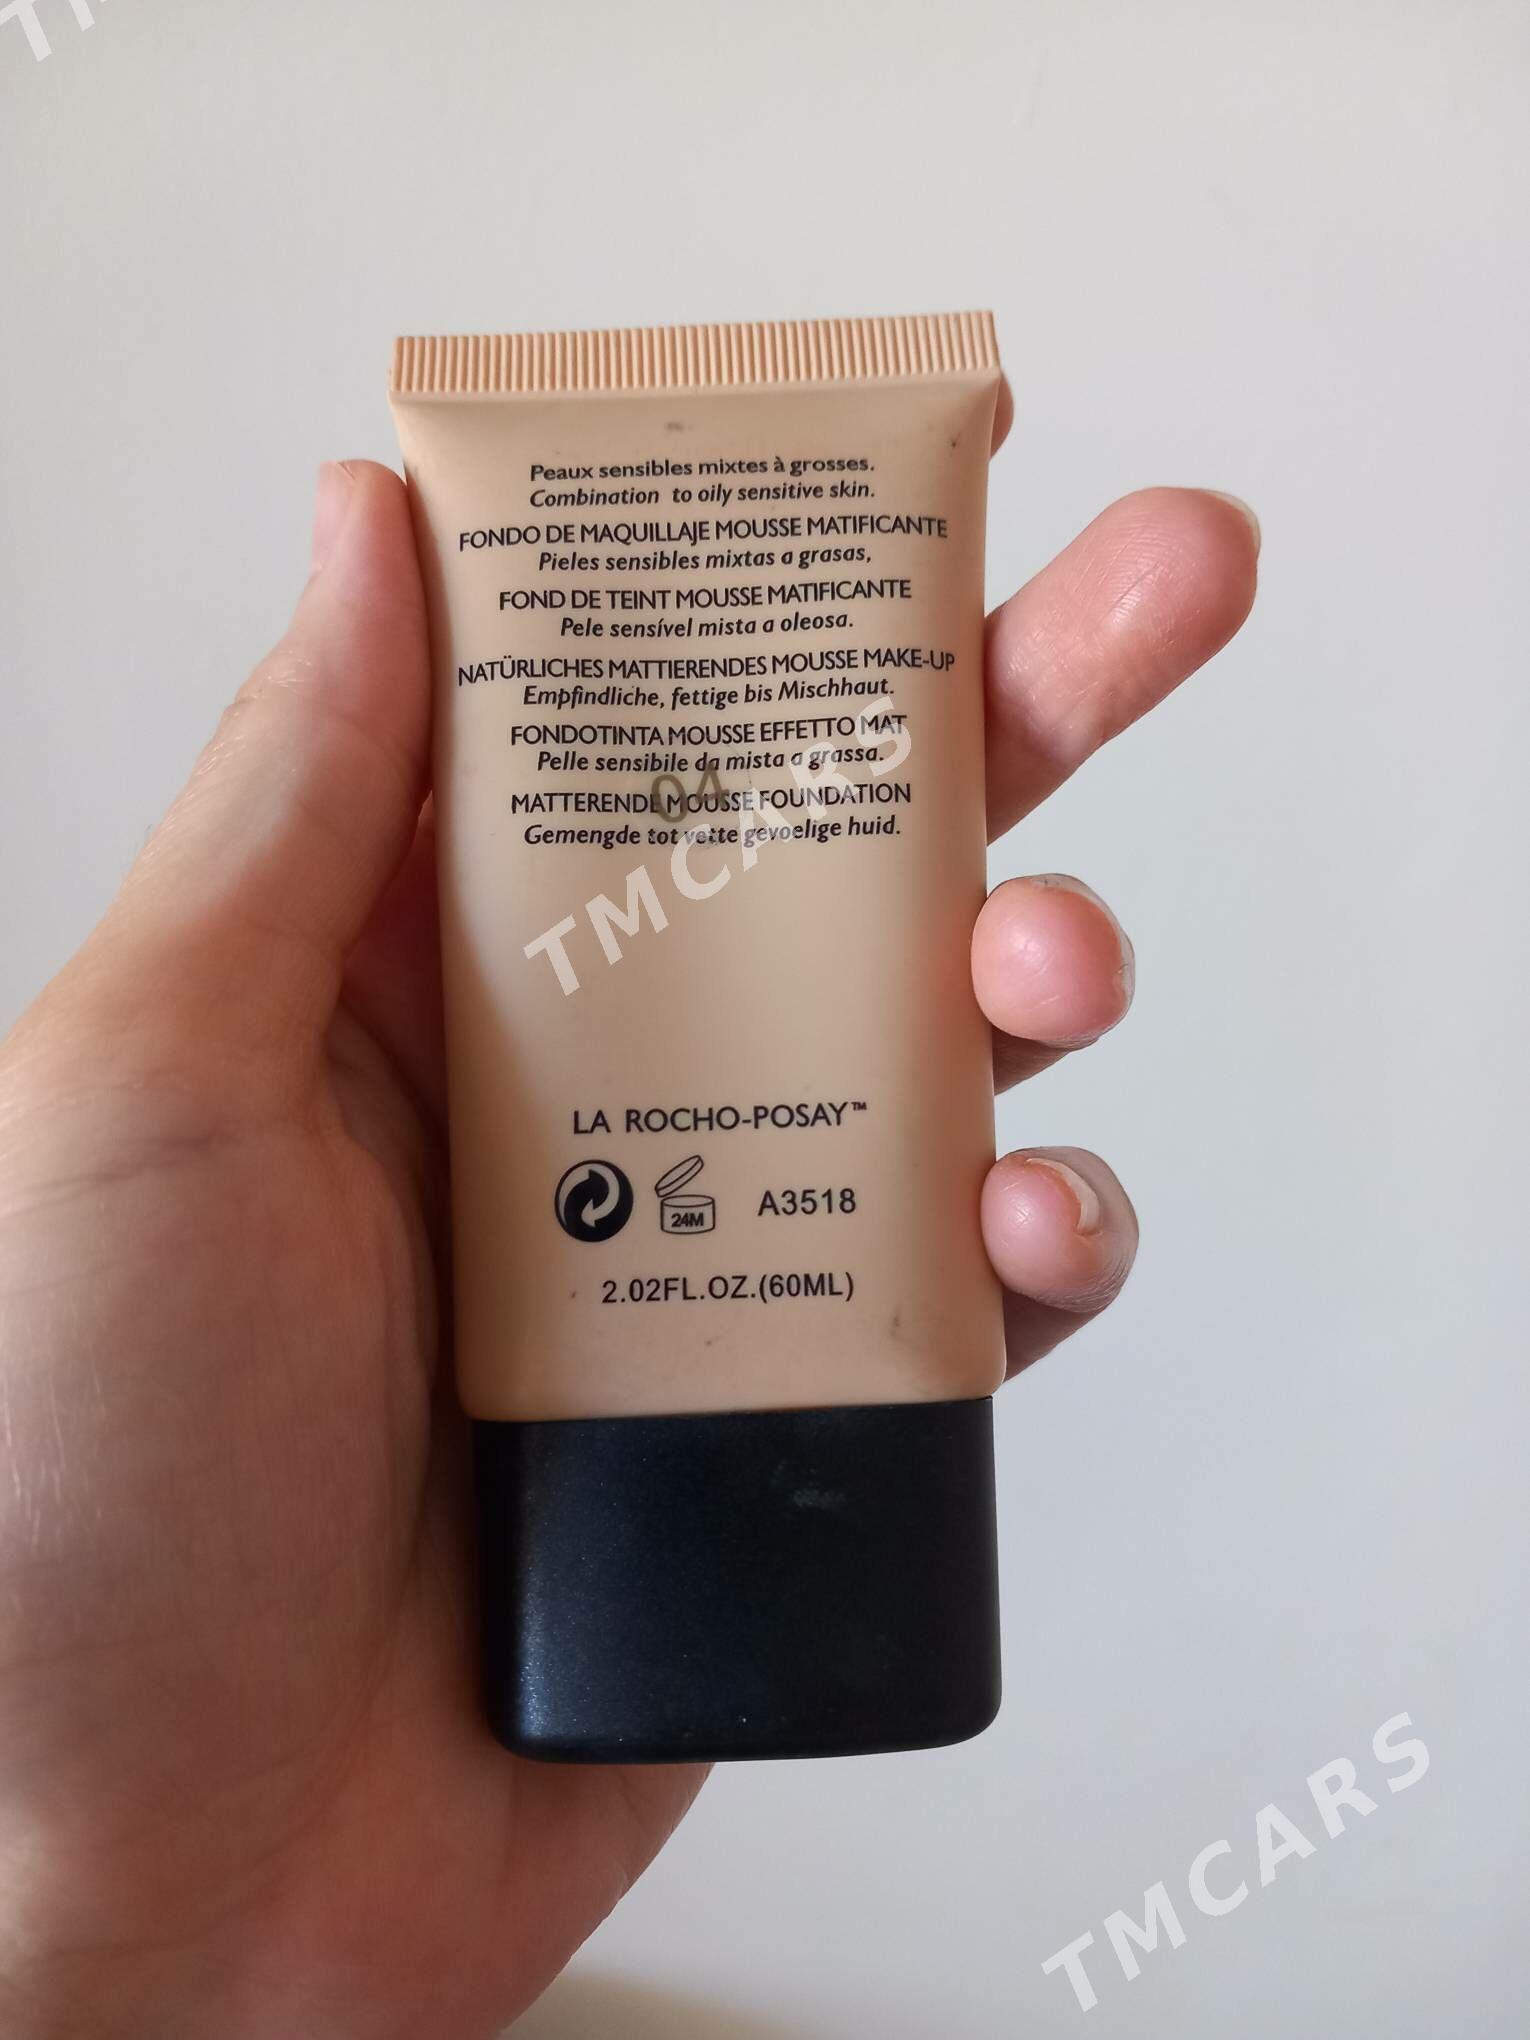 Peaux sensibles mixtes à grosses.
Combination to oily sensitive skin.
FONDO DE MAQUILLAJE MOUSSE MATIFICANTE
Pieles sensibles mixtas a grasas,
FOND DE TEINT MOUSSE MATIFICANTE
Pele sensível mista a oleosa.
NATÜRLICHES MATTIERENDES MOUSSE MAKE-UP
Empfindliche, fettige bis Mischhaut.
FONDOTINTA MOUSSE EFFETTO MAT
Pelle sensibile da mista a grassa.
04
MATTERENDE MOUSSE FOUNDATION
Gemengde tot vette gevoelige huid.
TMCARS
LA ROCHO-POSAY™
24M A3518
2.02FL.OZ.(60ML)
TMCARS